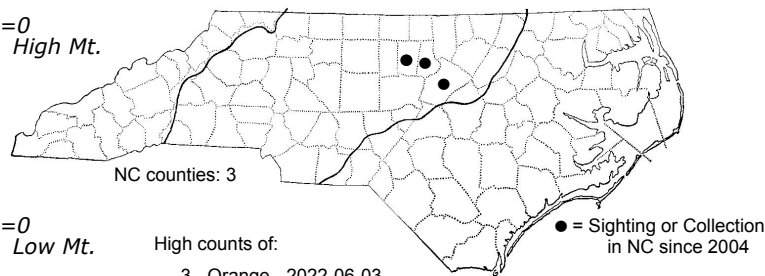 =0
High Mt.
NC counties: 3
=0
Low Mt.
High counts of:
● = Sighting or Collection
in NC since 2004
3 - Orange - 2022-06-03